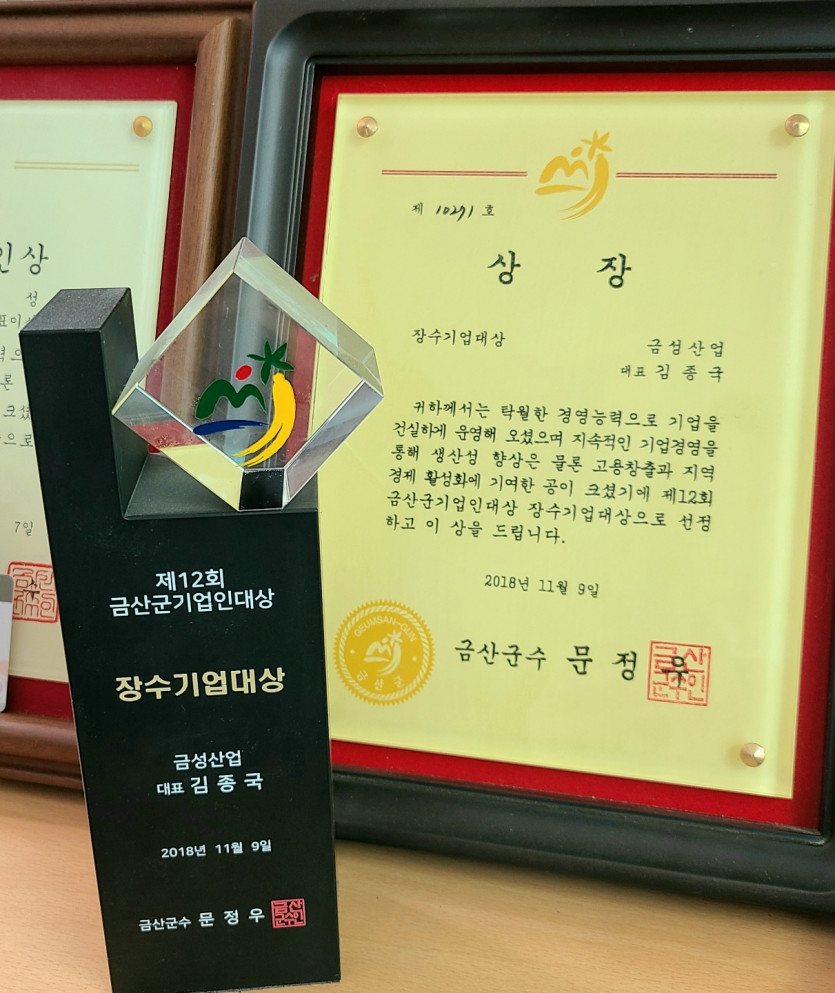 인상
성
7일
제 10271 호
상 장
장수기업대상
금성산업
대표 김종국
귀하께서는 탁월한 경영능력으로 기업을
건실하게 운영해 오셨으며 지속적인 기업경영을
통해 생산성 향상은 물론 고용창출과 지역
경제 활성화에 기여한 공이 크셨기에 제12회
금산군기업인대상 장수기업대상으로 선정
하고 이 상을 드립니다.
2018년 11월 9일
GEUMSAN-GUN
금산군
금산군수 문정우
금산
군수인
제12회
금산군기업인대상
장수기업대상
금성산업
대표 김종국
2018년 11월 9일
금산군수 문정우
금산
군수인